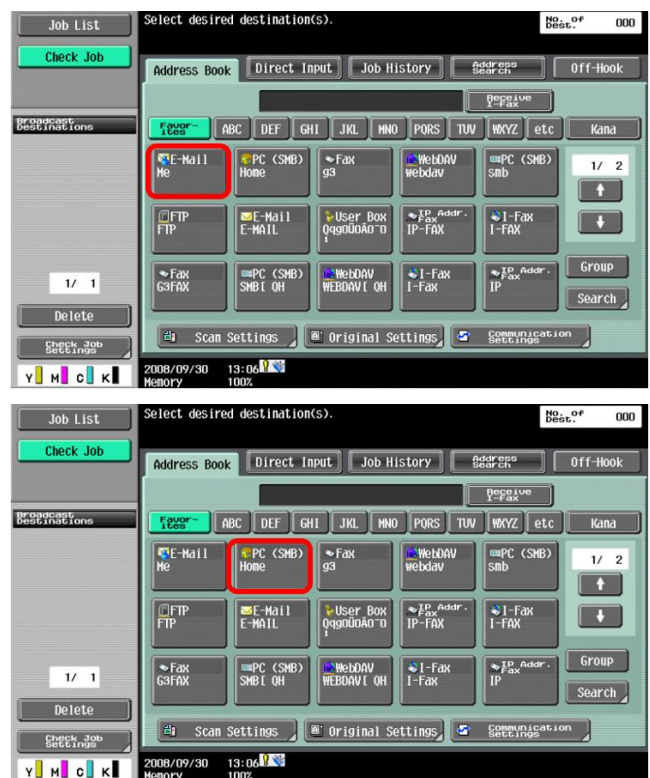 Job List
Select desired destination(s).
No. of Dest. 000
Check Job
Address Book
Direct Input
Job History
Address Search
Off-Hook
Receive I-Fax
Broadcast Destinations
Favor-ites
ABC
DEF
GHI
JKL
MNO
PQRS
TUV
WXYZ
etc
Kana
E-Mail
Me
PC (SMB)
Home
Fax
g3
WebDAV
webdav
PC (SMB)
smb
1/ 2
FTP
FTP
E-Mail
E-MAIL
User Box
IP Addr. Fax
IP-FAX
I-Fax
I-FAX
Fax
G3FAX
PC (SMB)
SMB[ QH
WebDAV
WEBDAV[ QH
I-Fax
I-Fax
IP Addr. Fax
IP
Group
Search
1/ 1
Delete
Check Job Settings
Scan Settings
Original Settings
Communication Settings
Y M C K
2008/09/30 13:06
Memory 100%
Job List
Select desired destination(s).
No. of Dest. 000
Check Job
Address Book
Direct Input
Job History
Address Search
Off-Hook
Receive I-Fax
Broadcast Destinations
Favor-ites
ABC
DEF
GHI
JKL
MNO
PQRS
TUV
WXYZ
etc
Kana
E-Mail
Me
PC (SMB)
Home
Fax
g3
WebDAV
webdav
PC (SMB)
smb
1/ 2
FTP
FTP
E-Mail
E-MAIL
User Box
IP Addr. Fax
IP-FAX
I-Fax
I-FAX
Fax
G3FAX
PC (SMB)
SMB[ QH
WebDAV
WEBDAV[ QH
I-Fax
I-Fax
IP Addr. Fax
IP
Group
Search
1/ 1
Delete
Check Job Settings
Scan Settings
Original Settings
Communication Settings
Y M C K
2008/09/30 13:06
Memory 100%